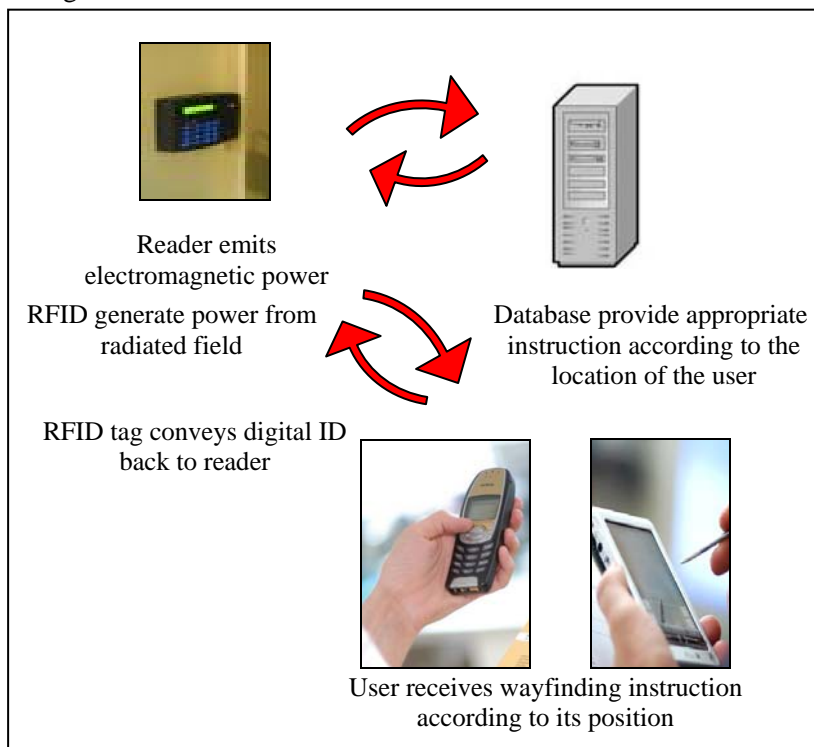 Reader emits
electromagnetic power
RFID generate power from
radiated field
Database provide appropriate
instruction according to the
location of the user
RFID tag conveys digital ID
back to reader
User receives wayfinding instruction
according to its position